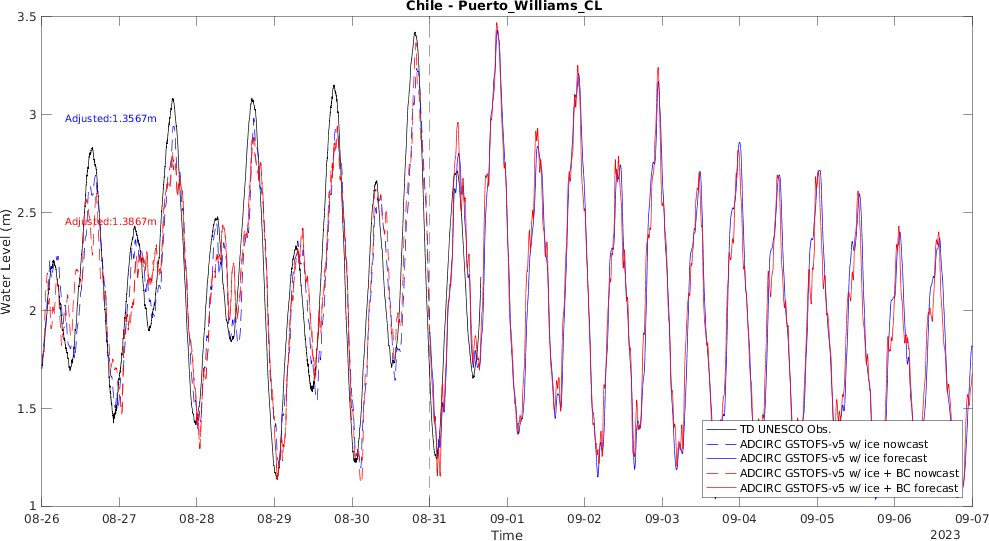 Chile - Puerto_Williams_CL
3.5
3
2.5
2
1.5
1
Water Level (m)
Adjusted:1.3567m
Adjusted:1.3867m
TD UNESCO Obs.
ADCIRC GSTOFS-v5 w/ ice nowcast
ADCIRC GSTOFS-v5 w/ ice forecast
ADCIRC GSTOFS-v5 w/ ice + BC nowcast
ADCIRC GSTOFS-v5 w/ ice + BC forecast
08-26 08-27 08-28 08-29 08-30 08-31 09-01 09-02 09-03 09-04 09-05 09-06 09-07
Time
2023